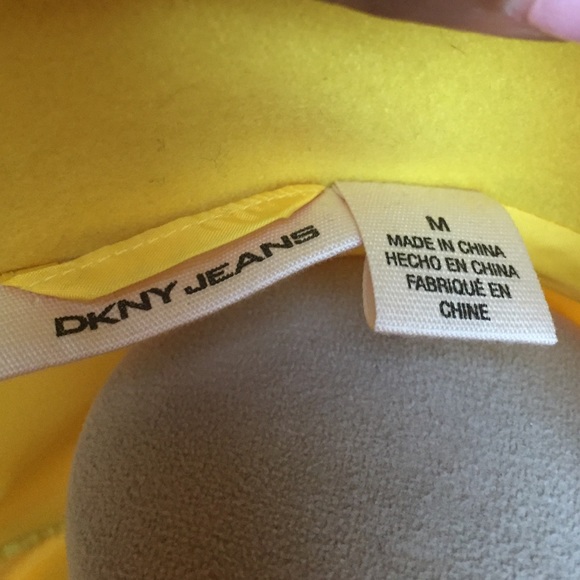 DKNY JEANS
M
MADE IN CHINA
HECHO EN CHINA
FABRIQUÉ EN
CHINE